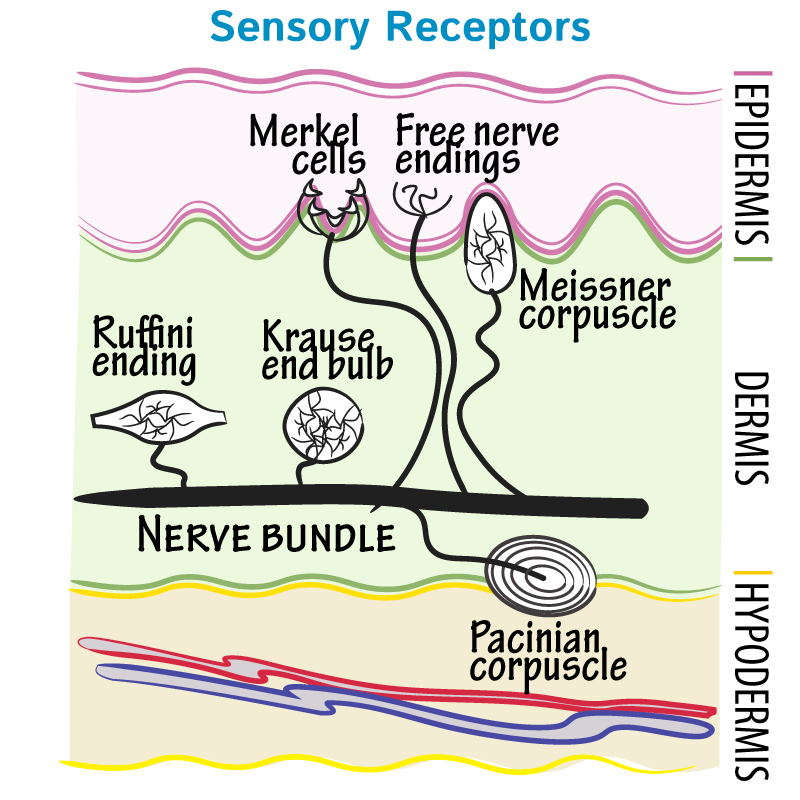 Sensory Receptors
EPIDERMIS
Merkel
cells
Free nerve
endings
Meissner
corpuscle
Ruffini
ending
Krause
end bulb
DERMIS
NERVE BUNDLE
HYPODERMIS
Pacinian
corpuscle